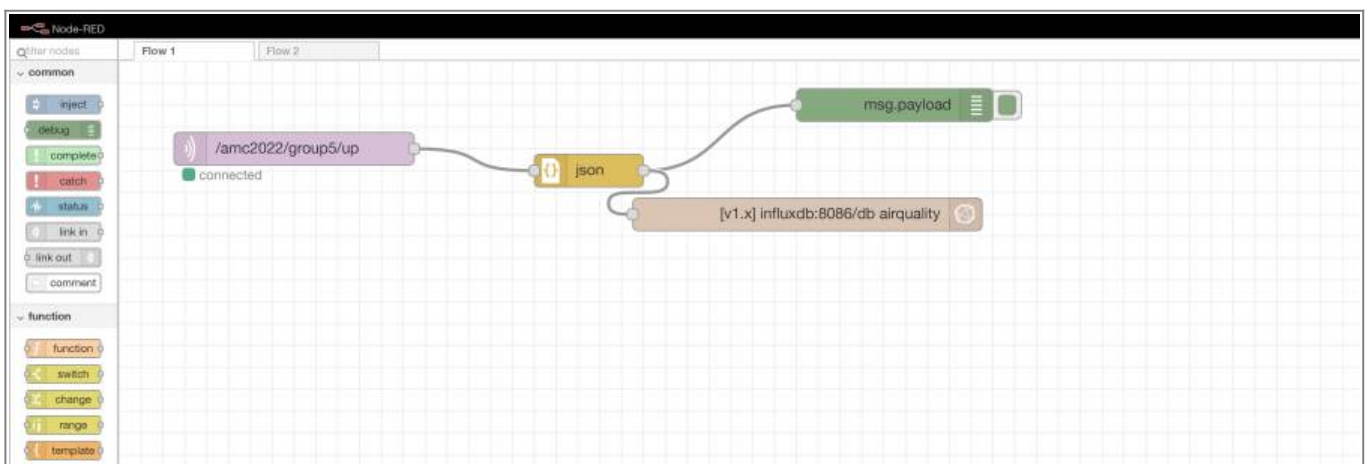 Node-RED
filter nodes
Flow 1
Flow 2
common
inject
debug
complete
catch
status
link in
link out
comment
function
function
switch
change
range
template
/amc2022/group5/up
connected
json
msg.payload
[v1.x] influxdb:8086/db airquality